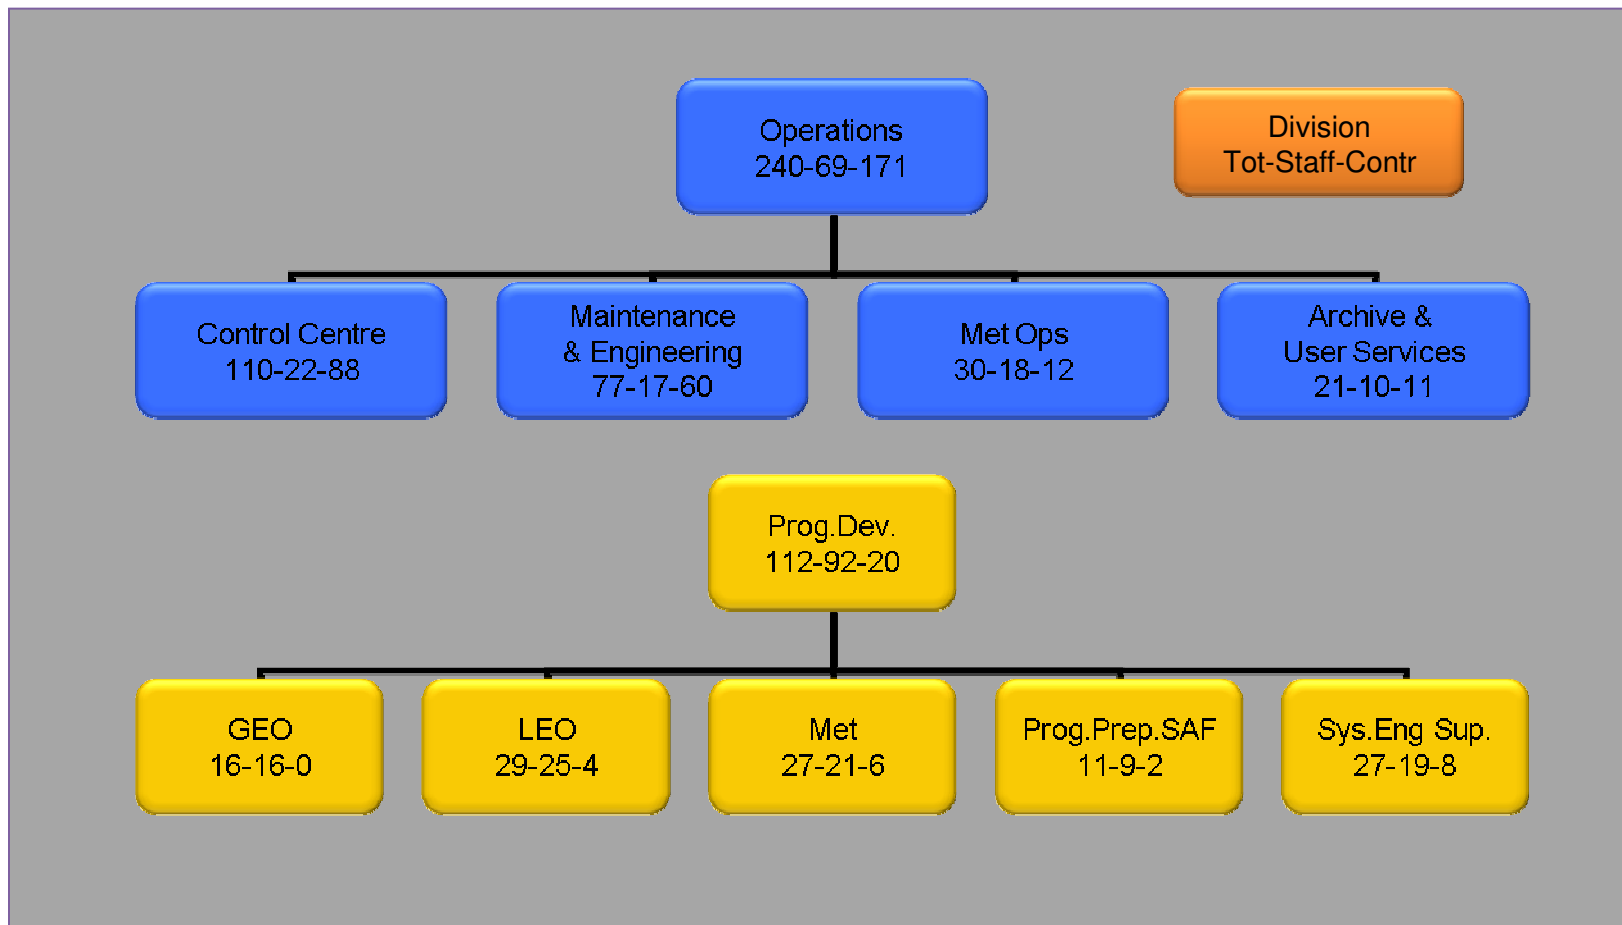 Operations
240-69-171
Division
Tot-Staff-Contr
Control Centre
110-22-88
Maintenance
& Engineering
77-17-60
Met Ops
30-18-12
Archive &
User Services
21-10-11
Prog.Dev.
112-92-20
GEO
16-16-0
LEO
29-25-4
Met
27-21-6
Prog.Prep.SAF
11-9-2
Sys.Eng Sup.
27-19-8